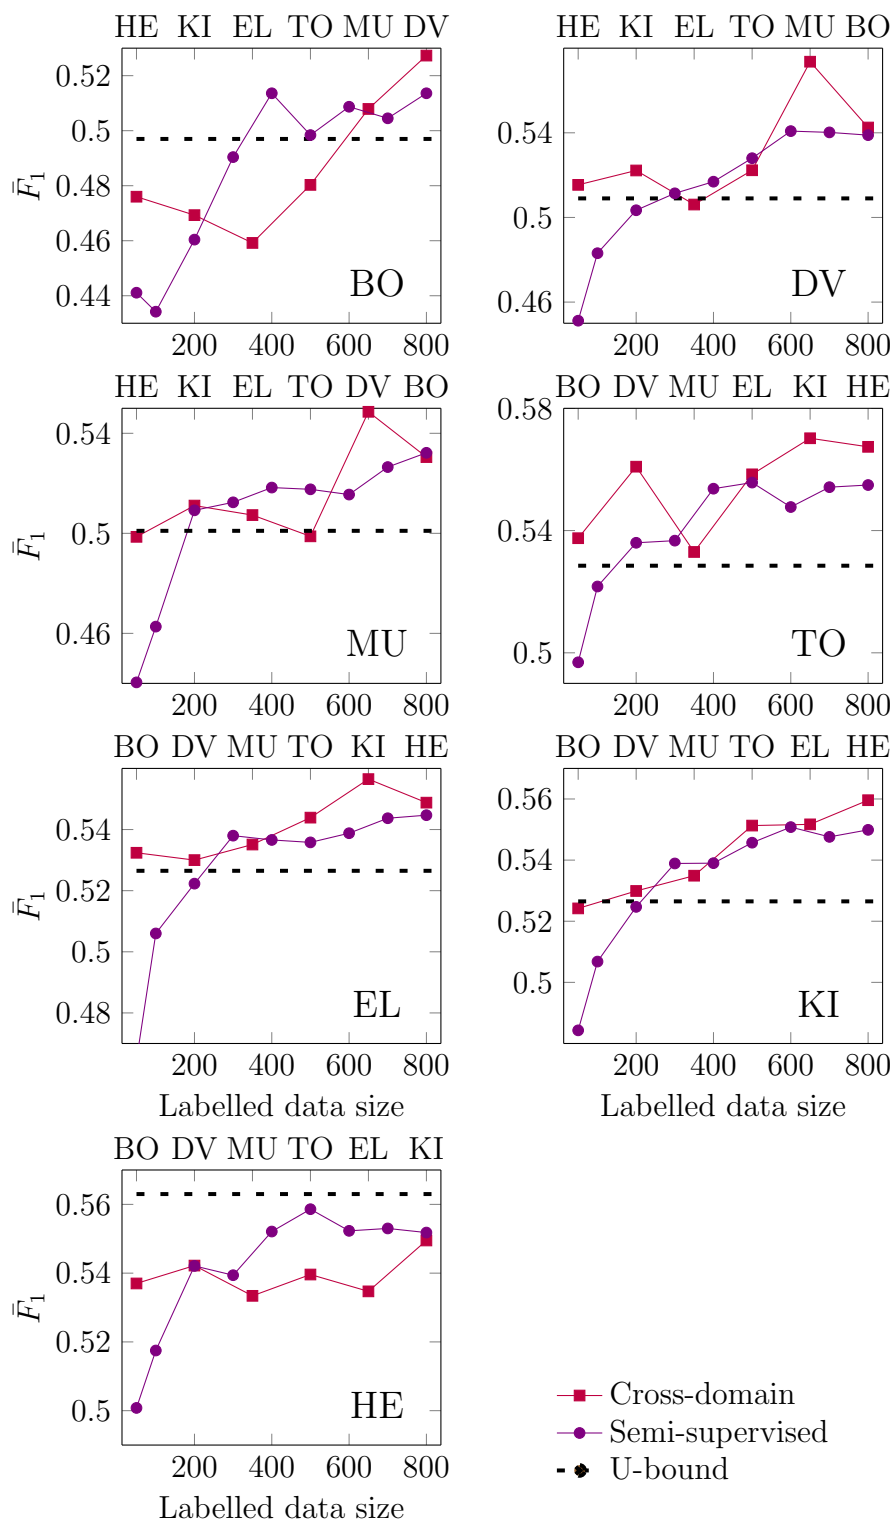 HE KI EL TO MU DV
0.52
0.5
0.48
0.46
0.44
F̄1
BO
200 400 600 800
HE KI EL TO MU BO
0.54
0.5
0.46
DV
200 400 600 800
HE KI EL TO DV BO
0.54
0.5
0.46
F̄1
MU
200 400 600 800
BO DV MU EL KI HE
0.58
0.54
0.5
TO
200 400 600 800
BO DV MU TO KI HE
0.54
0.52
0.5
0.48
F̄1
EL
200 400 600 800
Labelled data size
BO DV MU TO EL HE
0.56
0.54
0.52
0.5
KI
200 400 600 800
Labelled data size
BO DV MU TO EL KI
0.56
0.54
0.52
0.5
F̄1
HE
200 400 600 800
Labelled data size
Cross-domain
Semi-supervised
U-bound